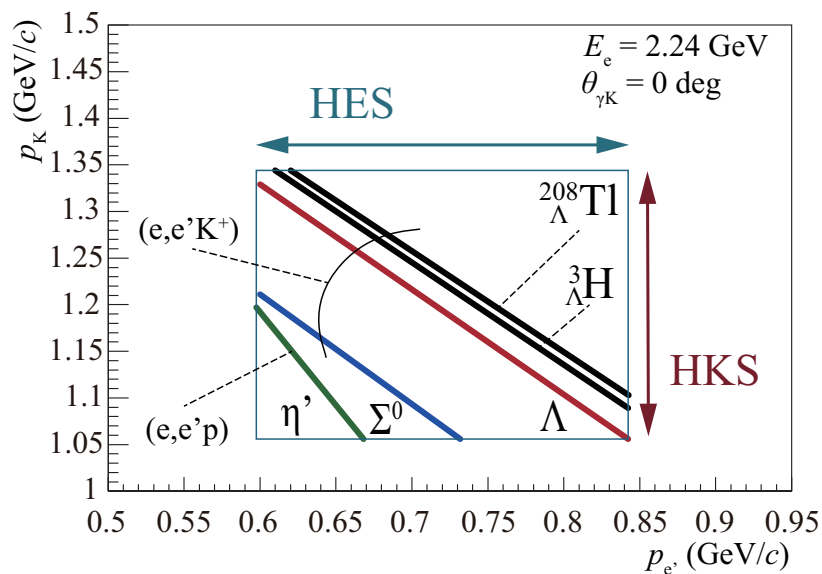 1.5
1.45
1.4
1.35
1.3
1.25
1.2
1.15
1.1
1.05
1
p_K (GeV/c)
E_e = 2.24 GeV
θ_γK = 0 deg
HES
HKS
²⁰⁸_ΛTl
³_ΛH
(e,e’K⁺)
(e,e’p)
η’
Σ⁰
Λ
0.5 0.55 0.6 0.65 0.7 0.75 0.8 0.85 0.9 0.95
p_e’ (GeV/c)